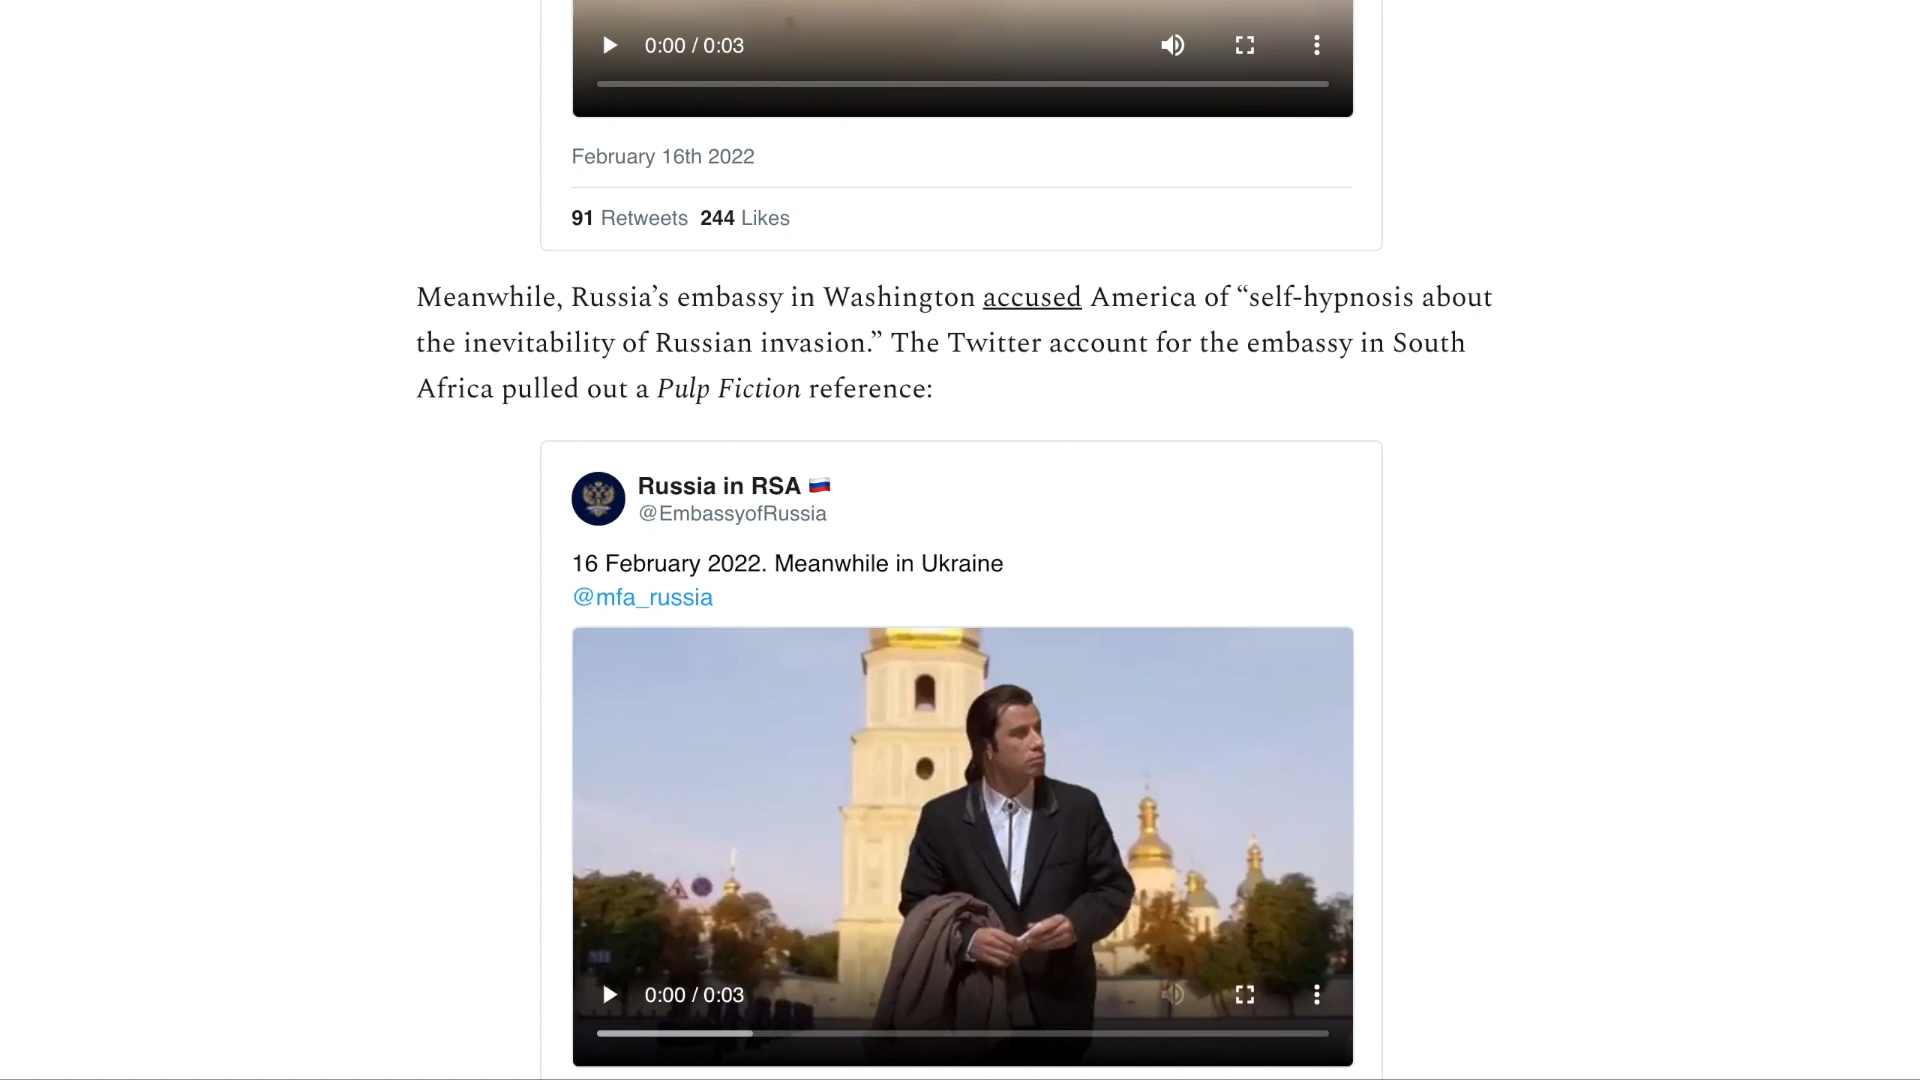 0:00 / 0:03
February 16th 2022
91 Retweets 244 Likes
Meanwhile, Russia’s embassy in Washington accused America of “self-hypnosis about
the inevitability of Russian invasion.” The Twitter account for the embassy in South
Africa pulled out a Pulp Fiction reference:
Russia in RSA 🇷🇺
@EmbassyofRussia
16 February 2022. Meanwhile in Ukraine
@mfa_russia
0:00 / 0:03